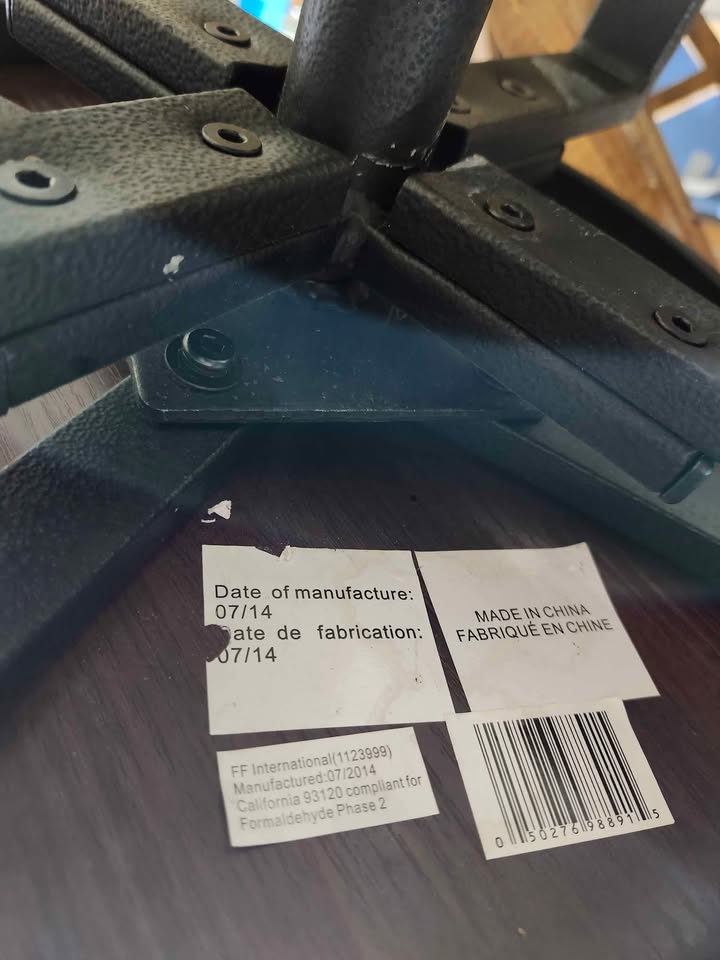 Date of manufacture:
07/14
ate de fabrication:
07/14
MADE IN CHINA
FABRIQUÉ EN CHINE
FF International(1123999)
Manufactured:07/2014
California 93120 compliant for
Formaldehyde Phase 2
0 50276 98891 5